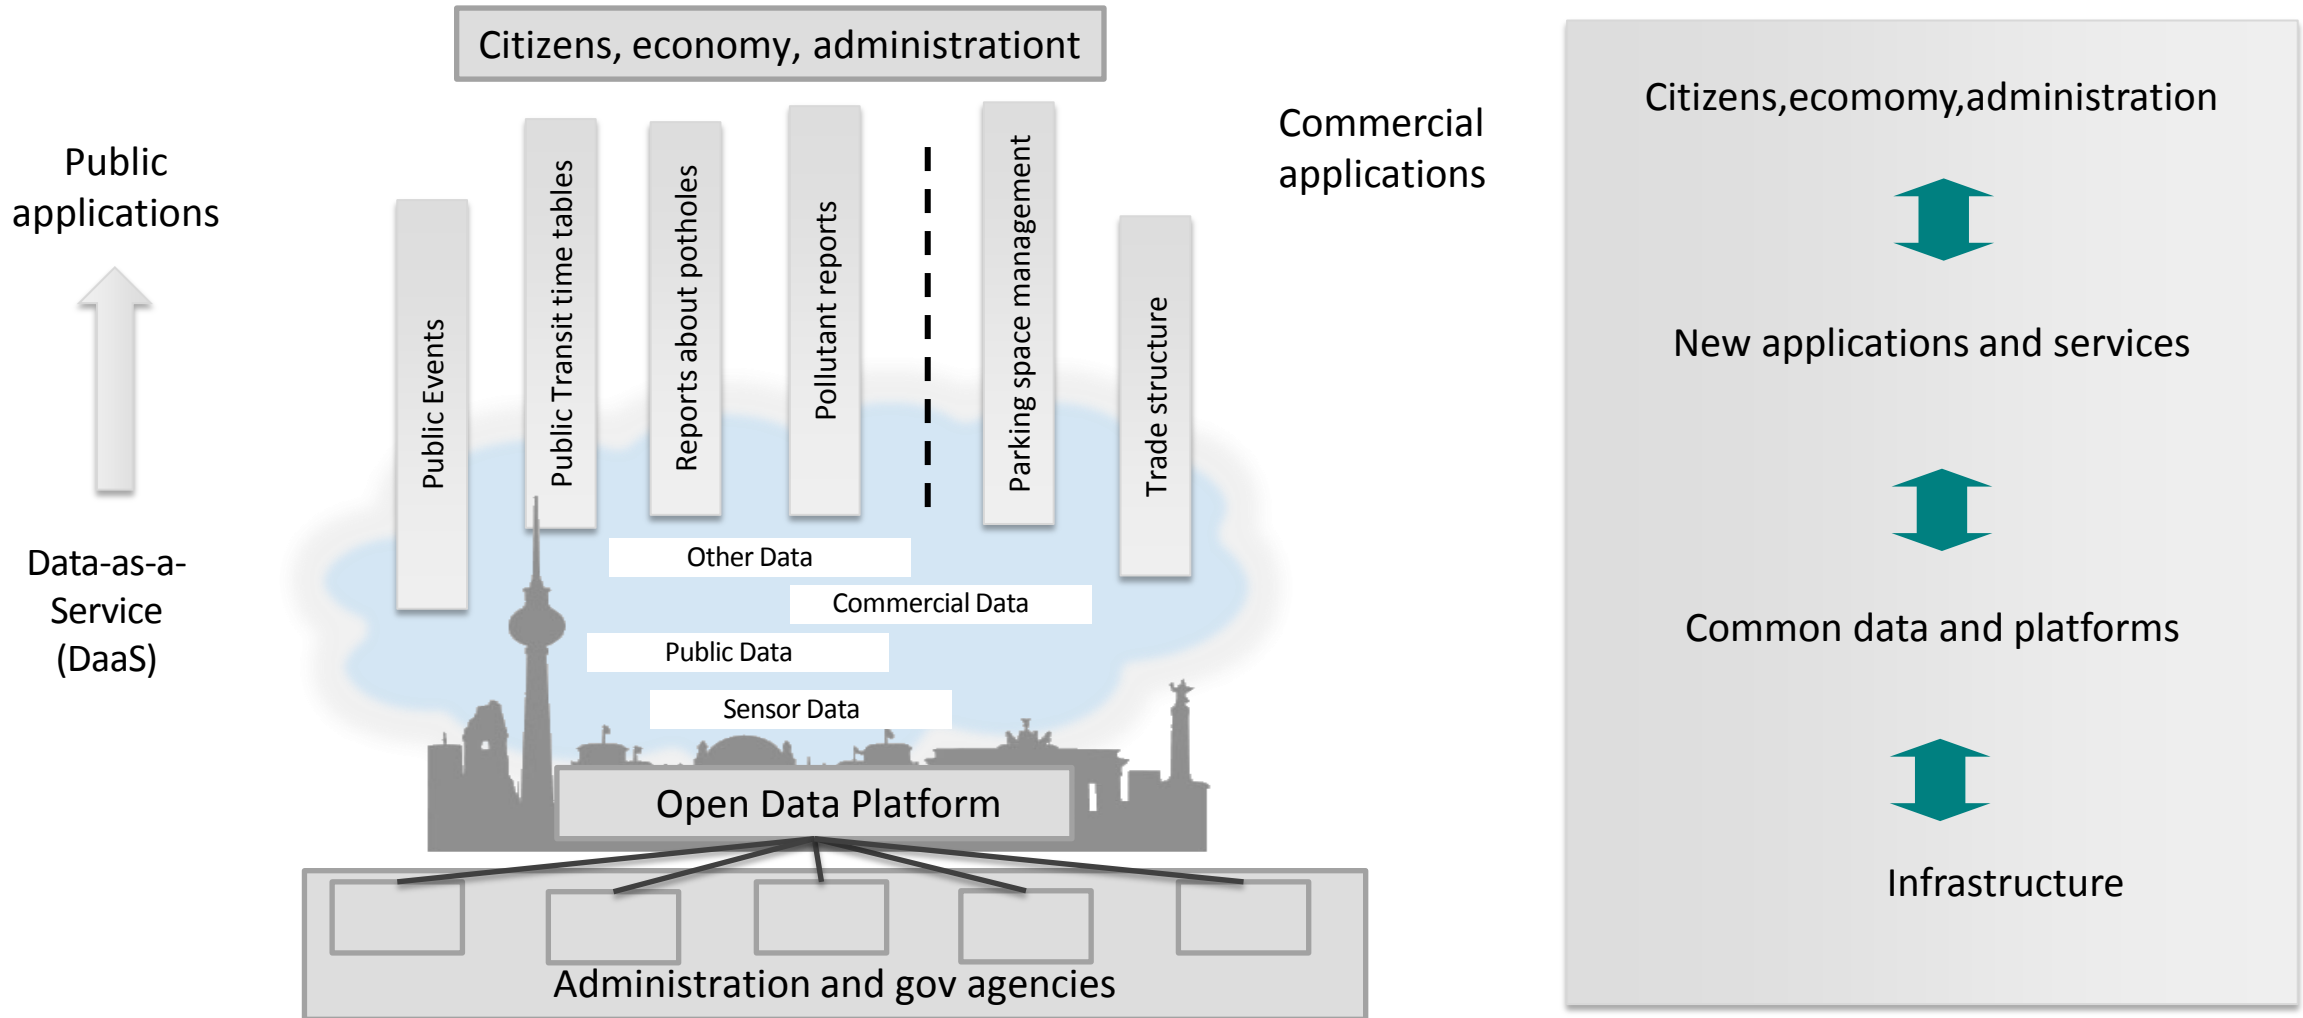 Citizens, economy, administrationt
Public
applications
Data-as-a-
Service
(DaaS)
Public Events
Public Transit time tables
Reports about potholes
Pollutant reports
Parking space management
Trade structure
Commercial
applications
Other Data
Commercial Data
Public Data
Sensor Data
Open Data Platform
Administration and gov agencies
Citizens,ecomomy,administration
New applications and services
Common data and platforms
Infrastructure